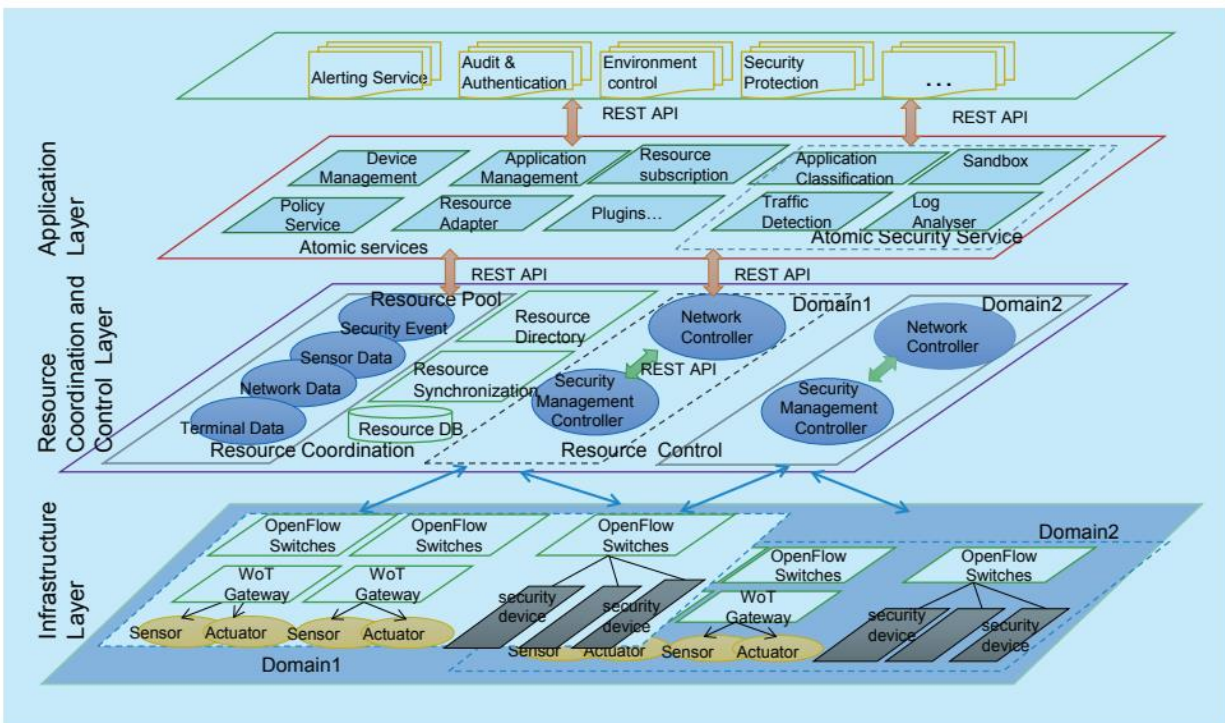 Alerting Service
Audit &
Authentication
Environment
control
Security
Protection
...
REST API
REST API
Application
Layer
Device
Management
Application
Management
Resource
subscription
Application
Classification
Sandbox
Policy
Service
Resource
Adapter
Plugins...
Traffic
Detection
Log
Analyser
Atomic services
Atomic Security Service
REST API
REST API
Resource
Coordination and
Control Layer
Resource Pool
Security Event
Sensor Data
Network Data
Terminal Data
Resource
Directory
Resource
Synchronization
Resource DB
Resource Coordination
Domain1
Network
Controller
REST API
Security
Management
Controller
Resource Control
Domain2
Network
Controller
Security
Management
Controller
Infrastructure
Layer
OpenFlow
Switches
OpenFlow
Switches
OpenFlow
Switches
WoT
Gateway
WoT
Gateway
Sensor
Actuator
Sensor
Actuator
security
device
security
device
Domain1
Domain2
OpenFlow
Switches
OpenFlow
Switches
WoT
Gateway
Sensor
Actuator
Sensor
Actuator
security
device
security
device